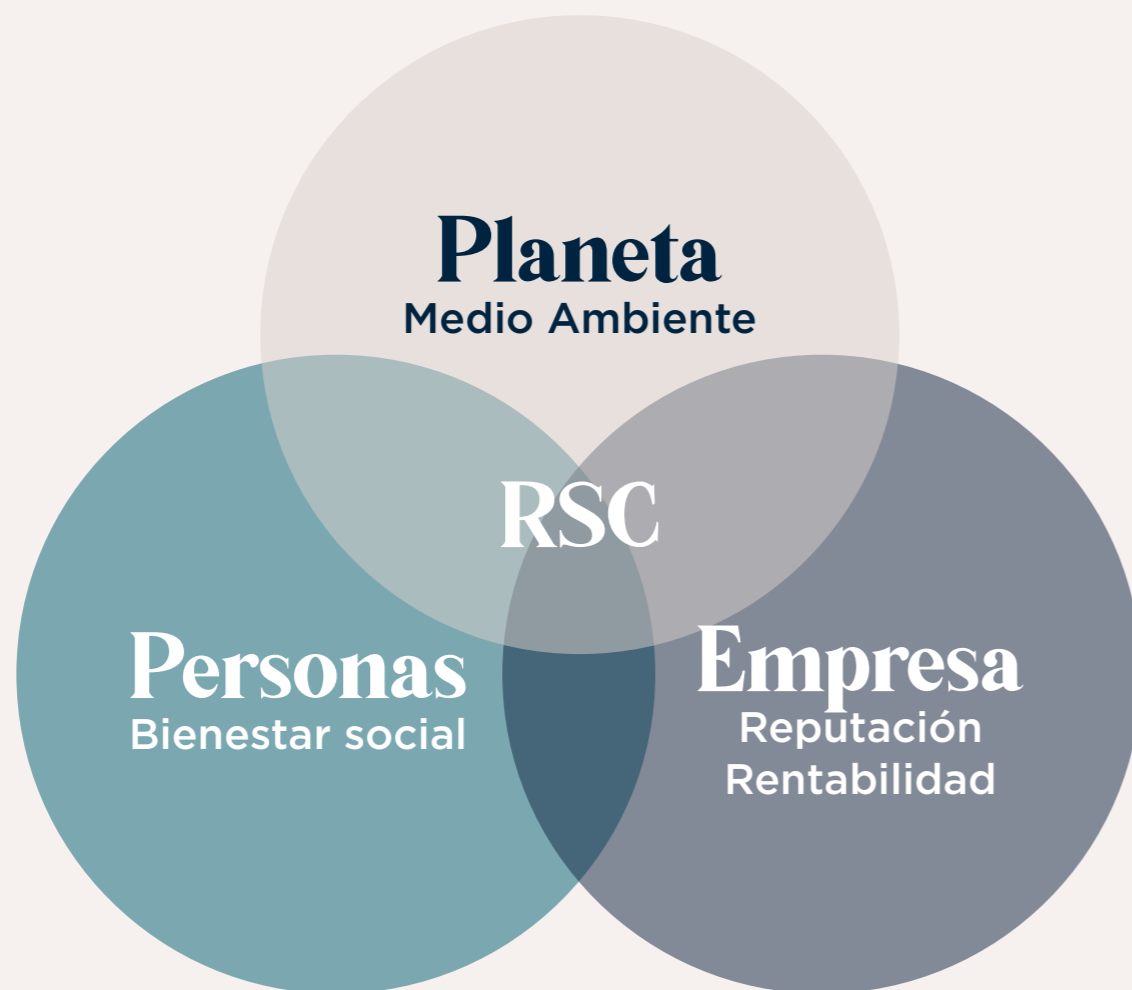 Planeta
Medio Ambiente
RSC
Personas
Bienestar social
Empresa
Reputación
Rentabilidad